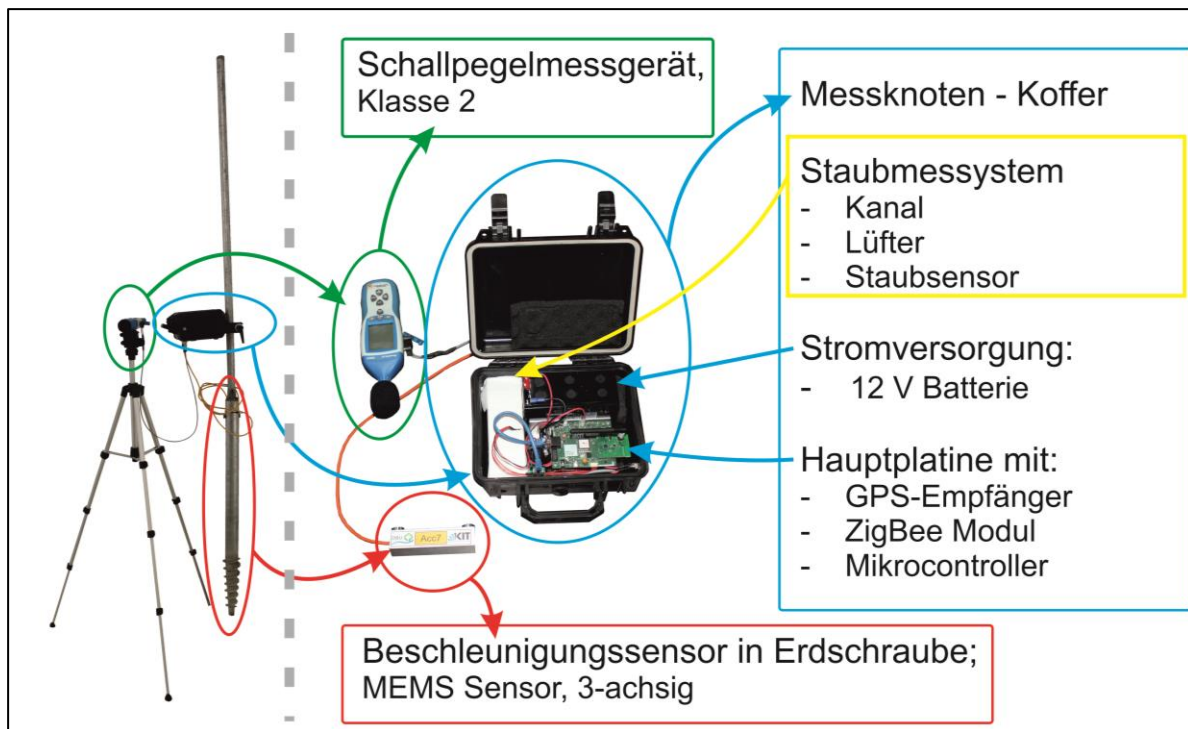 Schallpegelmessgerät,
Klasse 2
Messknoten - Koffer
Staubmessystem
- Kanal
- Lüfter
- Staubsensor
Stromversorgung:
- 12 V Batterie
Hauptplatine mit:
- GPS-Empfänger
- ZigBee Modul
- Mikrocontroller
Acc7
KIT
Beschleunigungssensor in Erdschraube;
MEMS Sensor, 3-achsig